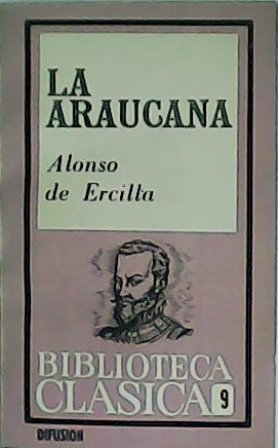 LA
ARAUCANA
Alonso
de Ercilla
BIBLIOTECA
CLASICA 9
DIFUSION